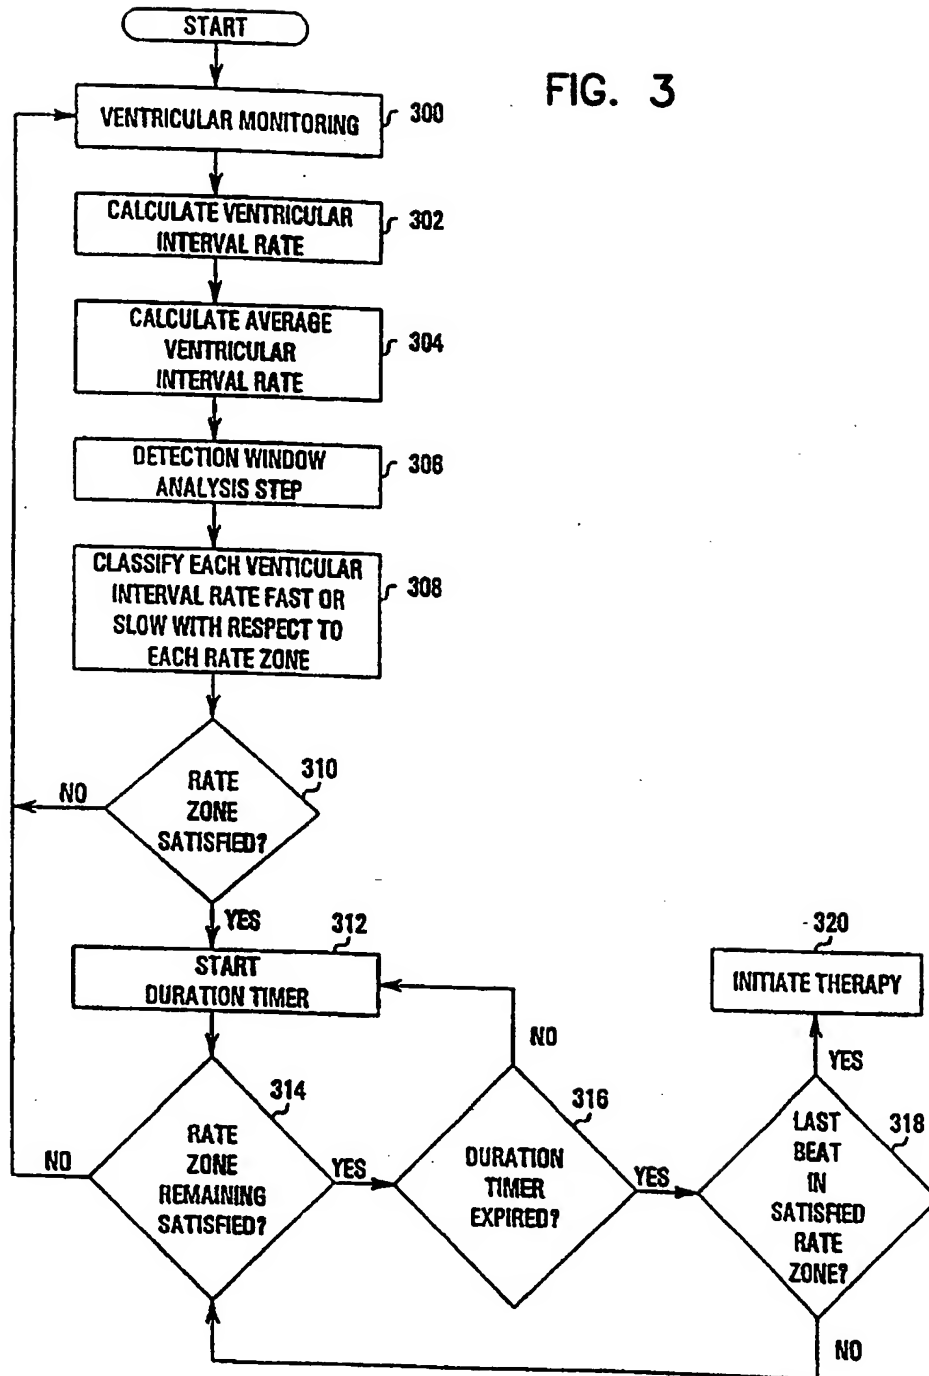 START
FIG. 3
VENTRICULAR MONITORING
300
CALCULATE VENTRICULAR
INTERVAL RATE
302
CALCULATE AVERAGE
VENTRICULAR
INTERVAL RATE
304
DETECTION WINDOW
ANALYSIS STEP
306
CLASSIFY EACH VENTICULAR
INTERVAL RATE FAST OR
SLOW WITH RESPECT TO
EACH RATE ZONE
308
RATE
ZONE
SATISFIED?
310
NO
YES
312
START
DURATION TIMER
320
INITIATE THERAPY
NO
YES
RATE
ZONE
REMAINING
SATISFIED?
314
NO
YES
DURATION
TIMER
EXPIRED?
316
YES
LAST
BEAT
IN
SATISFIED
RATE
ZONE?
318
NO